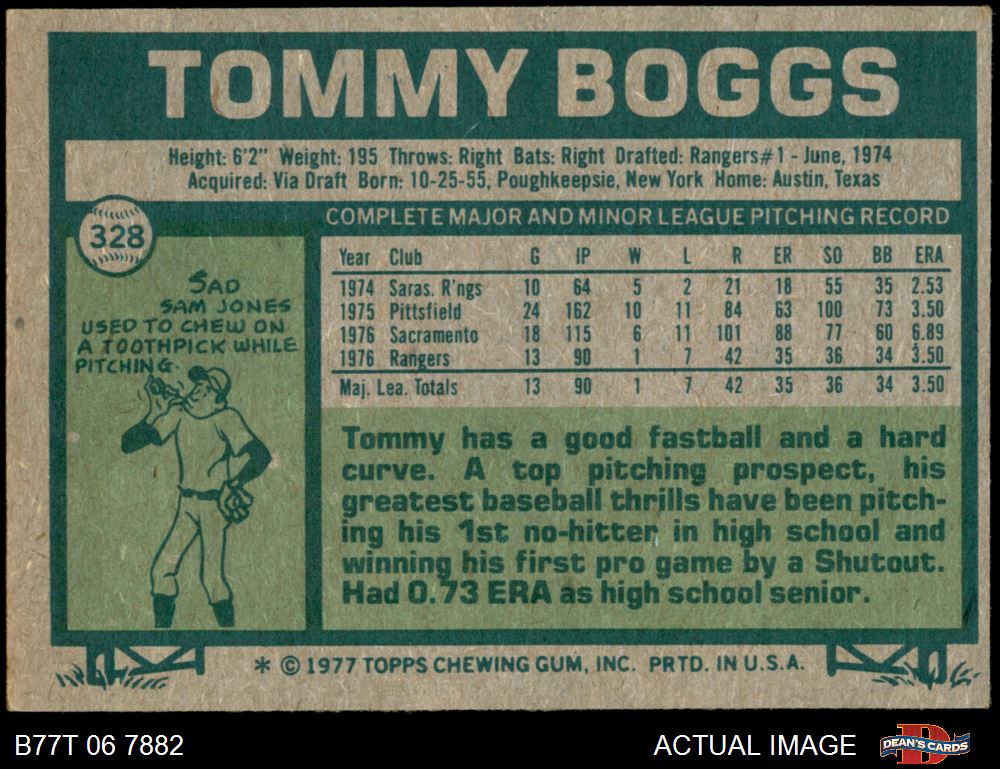 TOMMY BOGGS
Height: 6'2" Weight: 195 Throws: Right Bats: Right Drafted: Rangers#1 - June, 1974
Acquired: Via Draft Born: 10-25-55, Poughkeepsie, New York Home: Austin, Texas
328
COMPLETE MAJOR AND MINOR LEAGUE PITCHING RECORD
SAD
SAM JONES
USED TO CHEW ON
A TOOTHPICK WHILE
PITCHING.
Year Club G IP W L R ER SO BB ERA
1974 Saras. R'ngs 10 64 5 2 21 18 55 35 2.53
1975 Pittsfield 24 162 10 11 84 63 100 73 3.50
1976 Sacramento 18 115 6 11 101 88 77 60 6.89
1976 Rangers 13 90 1 7 42 35 36 34 3.50
Maj. Lea. Totals 13 90 1 7 42 35 36 34 3.50
Tommy has a good fastball and a hard
curve. A top pitching prospect, his
greatest baseball thrills have been pitch-
ing his 1st no-hitter in high school and
winning his first pro game by a Shutout.
Had 0.73 ERA as high school senior.
* © 1977 TOPPS CHEWING GUM, INC. PRTD. IN U.S.A.
B77T 06 7882
ACTUAL IMAGE
DEAN'S CARDS